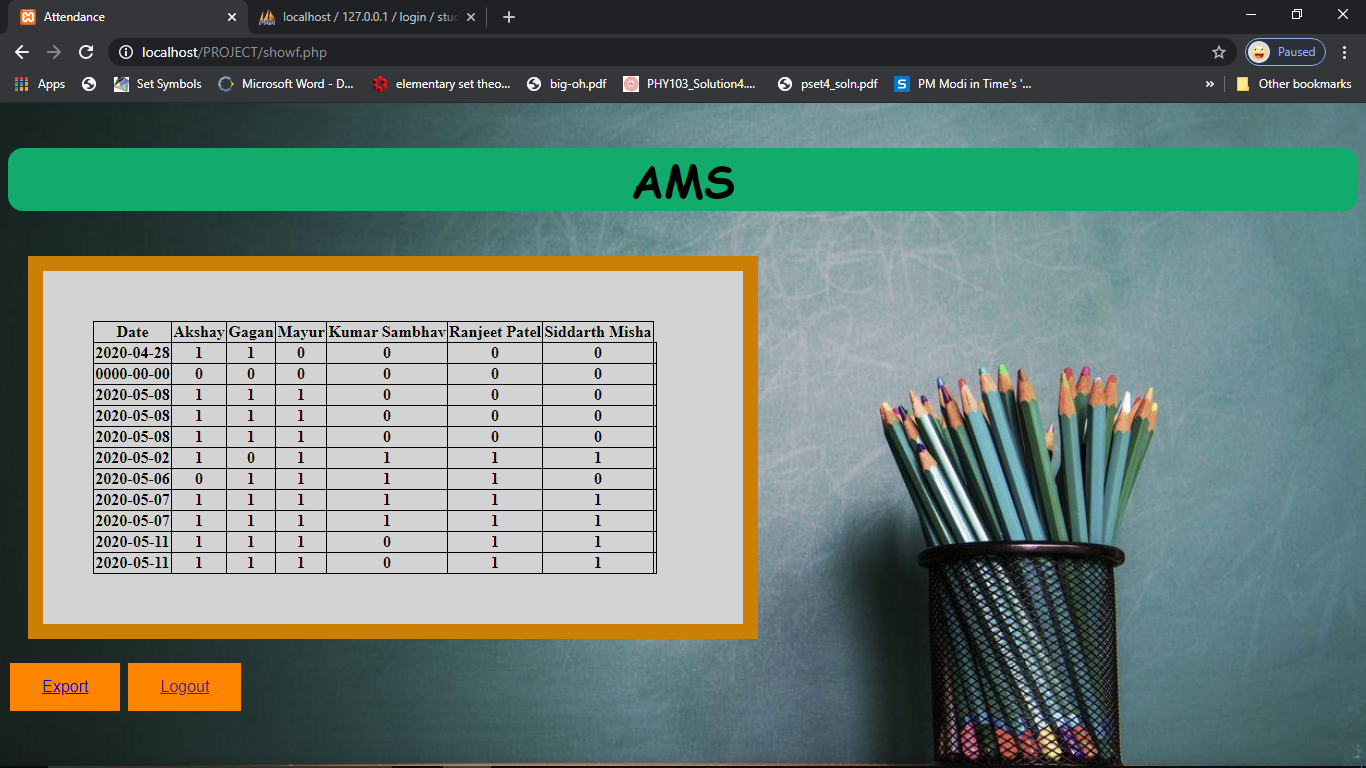 Attendance
localhost / 127.0.0.1 / login / stud
localhost/PROJECT/showf.php
Paused
Apps
Set Symbols
Microsoft Word - D...
elementary set theo...
big-oh.pdf
PHY103_Solution4....
pset4_soln.pdf
S
PM Modi in Time's '...
»
Other bookmarks
AMS
Date Akshay Gagan Mayur Kumar Sambhav Ranjeet Patel Siddarth Misha
2020-04-28 1 1 0 0 0 0
0000-00-00 0 0 0 0 0 0
2020-05-08 1 1 1 0 0 0
2020-05-08 1 1 1 0 0 0
2020-05-08 1 1 1 0 0 0
2020-05-02 1 0 1 1 1 1
2020-05-06 0 1 1 1 1 0
2020-05-07 1 1 1 1 1 1
2020-05-07 1 1 1 1 1 1
2020-05-11 1 1 1 0 1 1
2020-05-11 1 1 1 0 1 1
Export
Logout